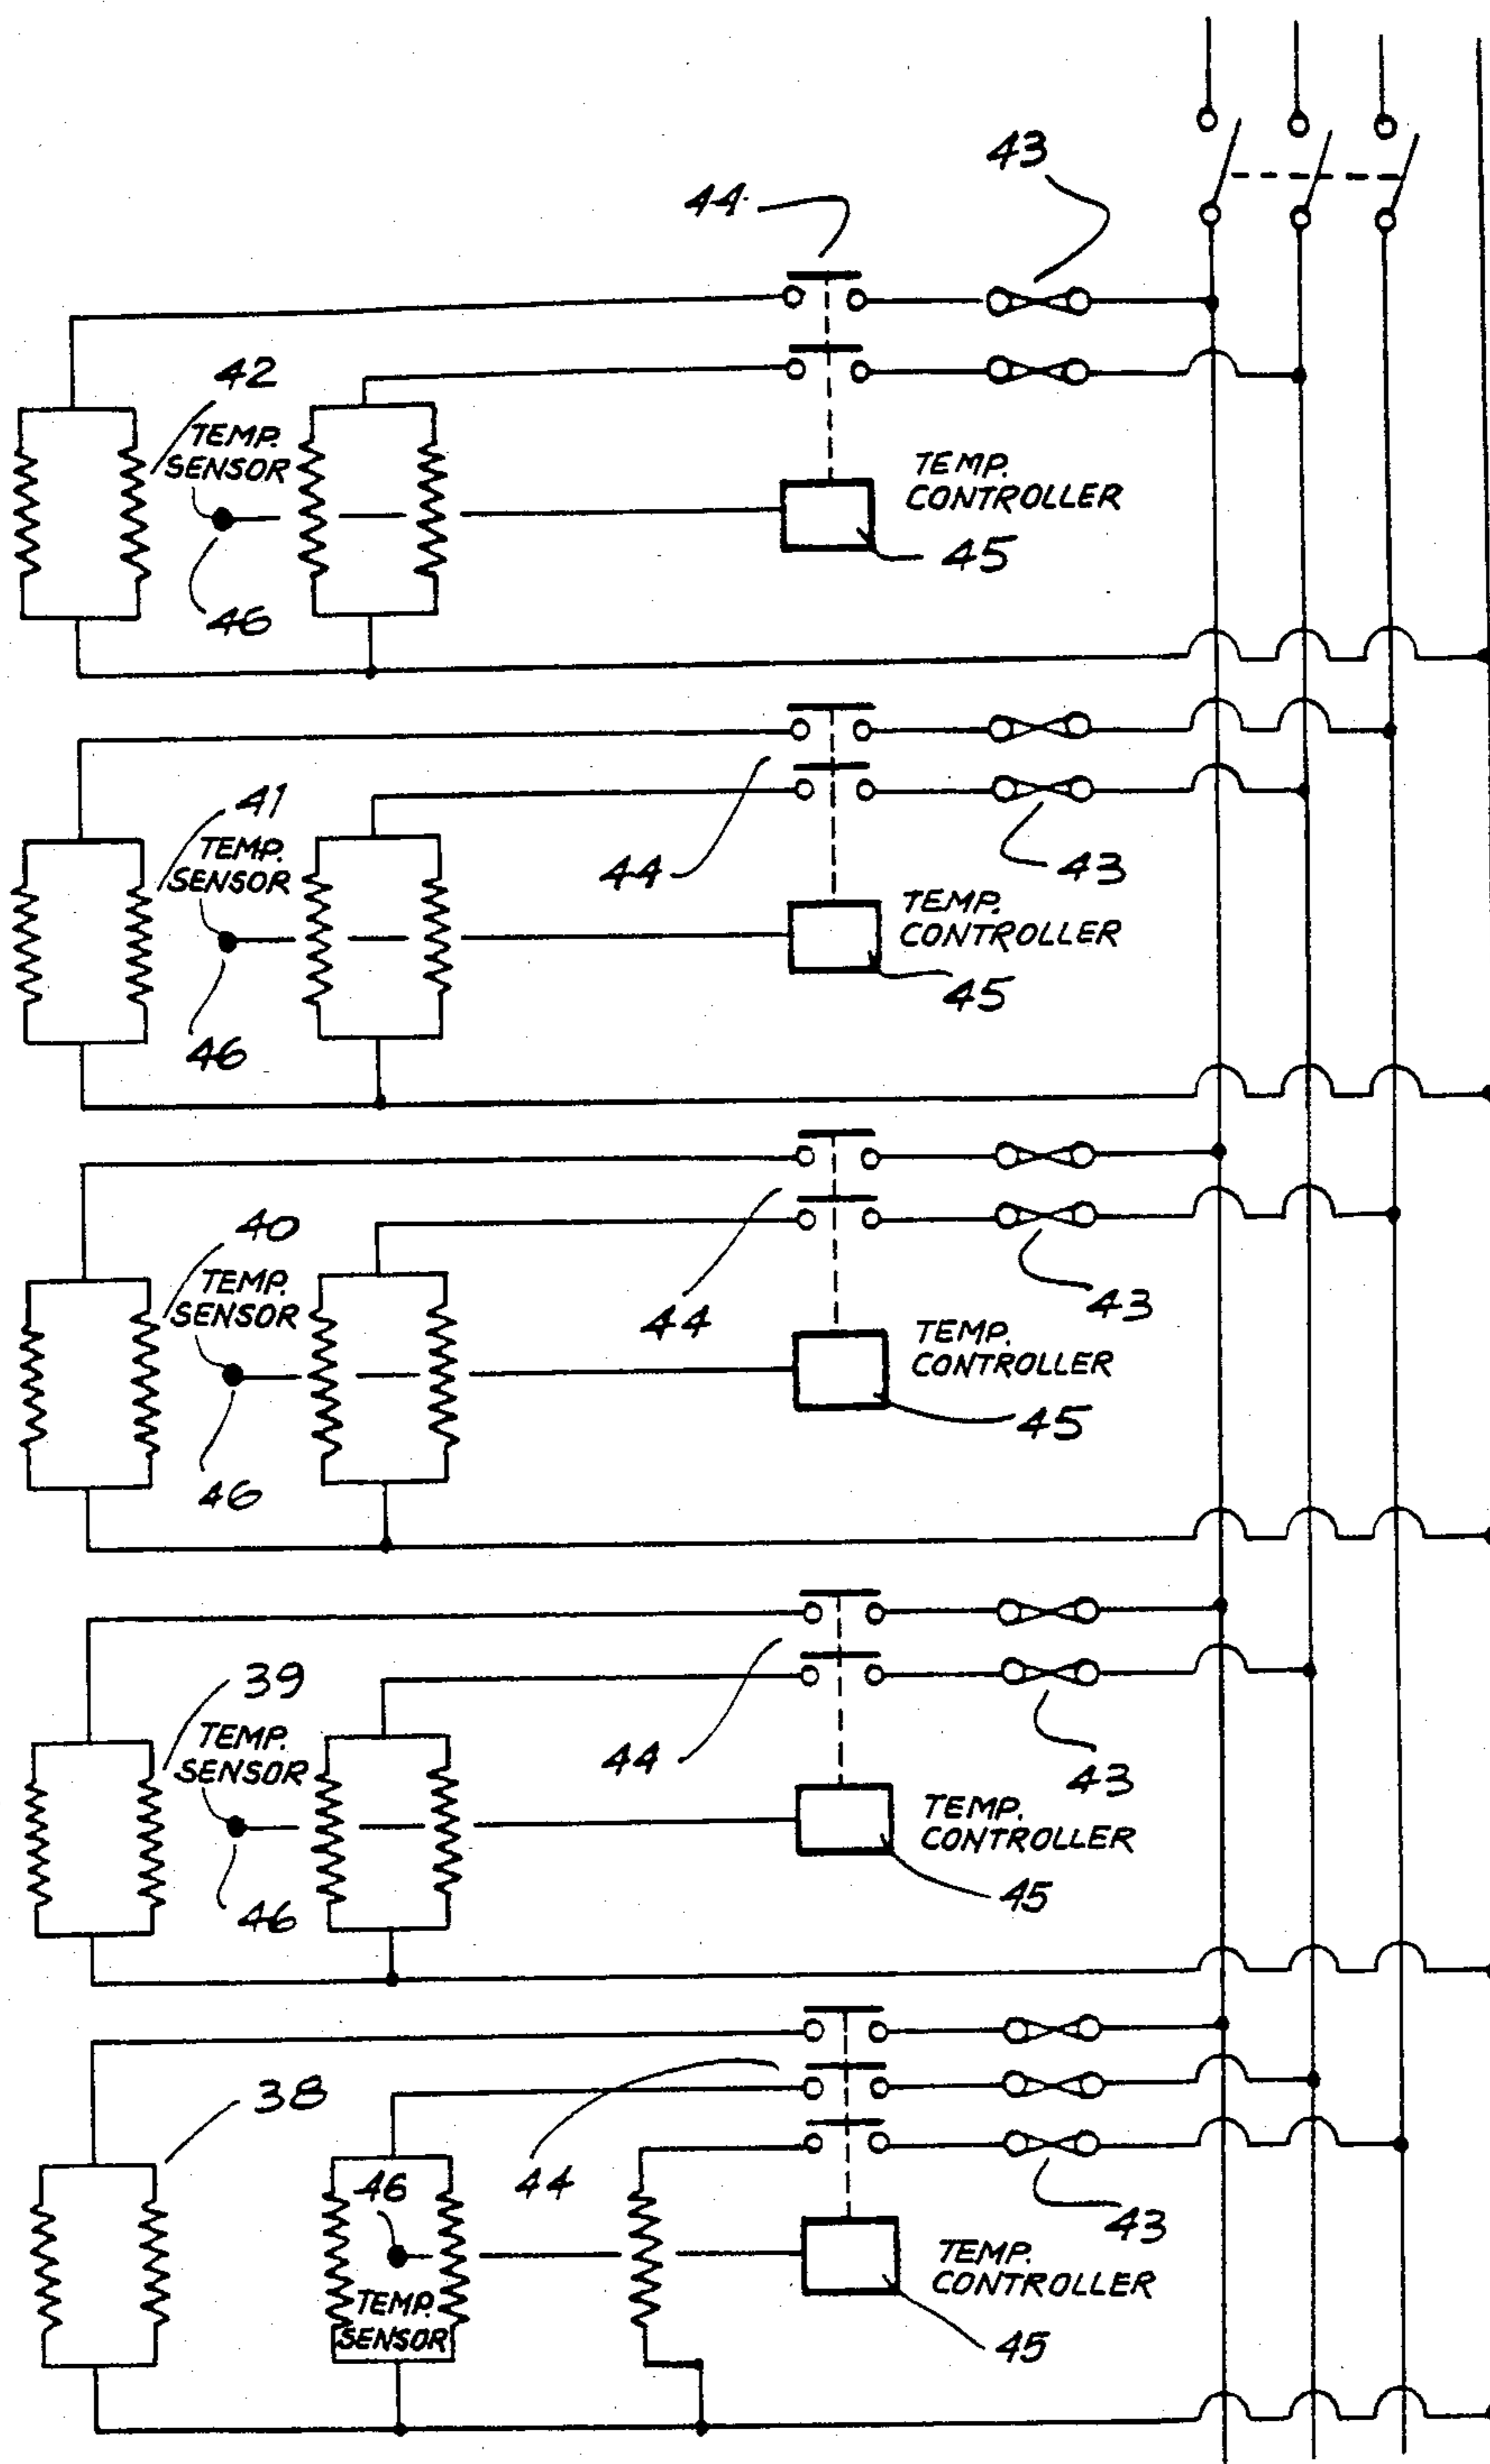 43
44
42
TEMP.
SENSOR
TEMP.
CONTROLLER
45
46
41
TEMP.
SENSOR
44
43
TEMP.
CONTROLLER
45
46
40
TEMP.
SENSOR
44
43
TEMP.
CONTROLLER
45
46
39
TEMP.
SENSOR
44
43
TEMP.
CONTROLLER
45
46
38
46
44
43
TEMP.
CONTROLLER
TEMP.
SENSOR
45